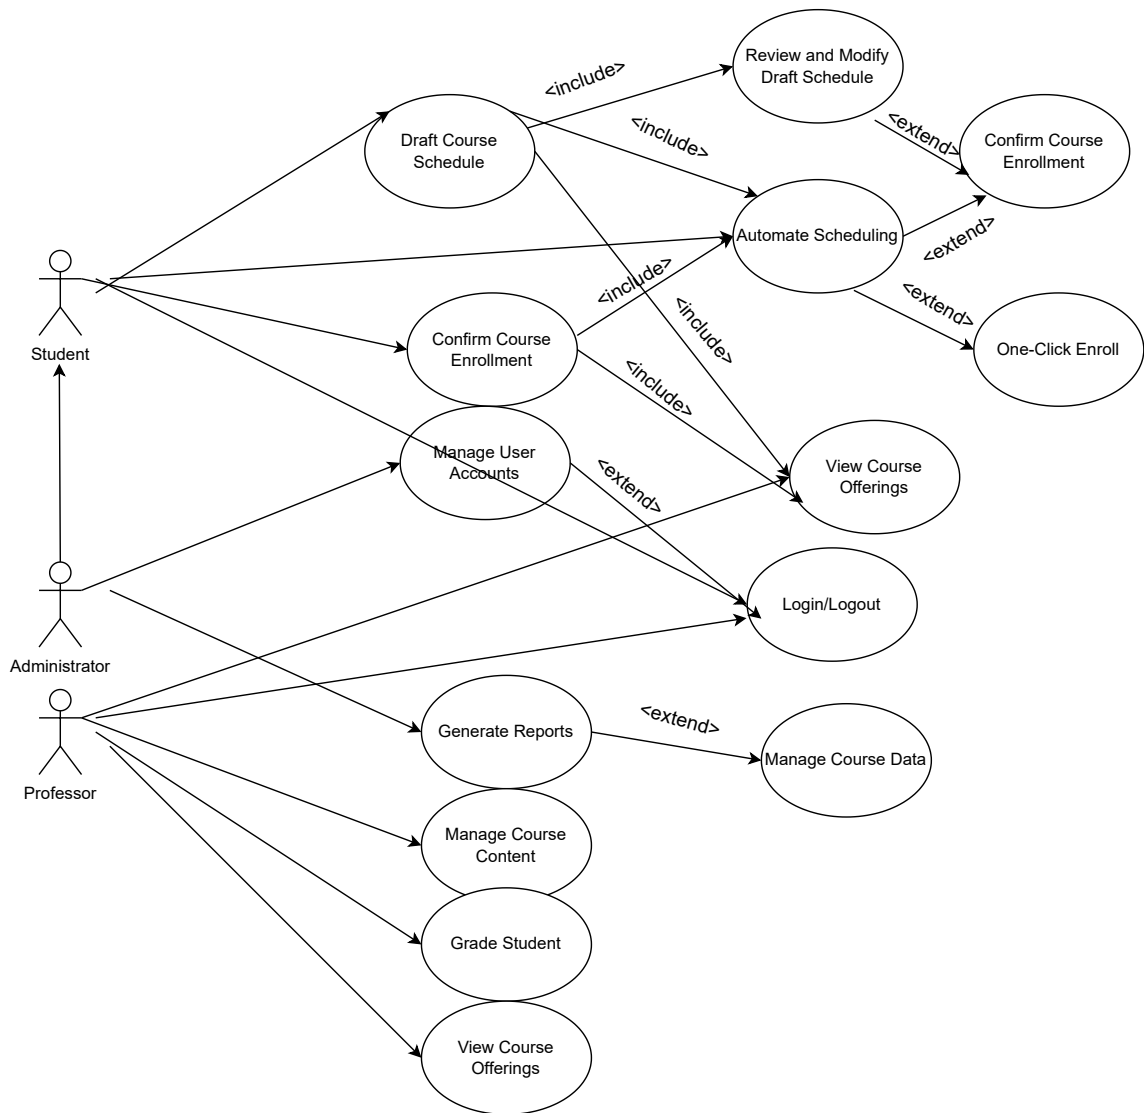 Review and Modify
Draft Schedule
<include>
<include>
<extend>
Draft Course
Schedule
Confirm Course
Enrollment
Automate Scheduling
<extend>
<include>
<extend>
<include>
Student
Confirm Course
Enrollment
One-Click Enroll
<include>
Manage User
Accounts
<extend>
View Course
Offerings
Login/Logout
Administrator
Generate Reports
<extend>
Manage Course Data
Professor
Manage Course
Content
Grade Student
View Course
Offerings